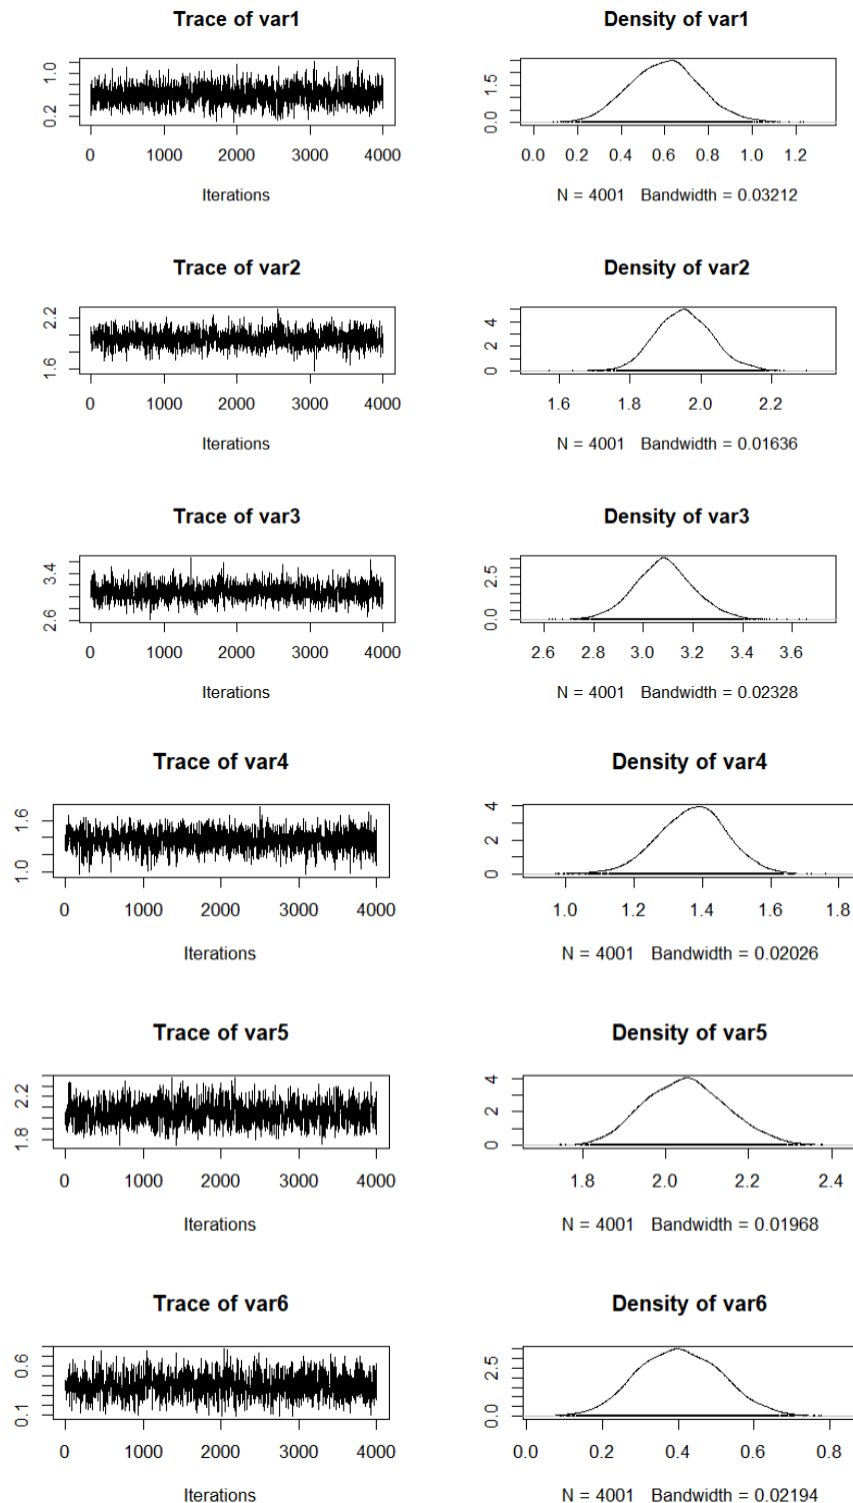 Trace of var1
1.0
0.2
0 1000 2000 3000 4000
Iterations
Density of var1
1.5
0.0
0.0 0.2 0.4 0.6 0.8 1.0 1.2
N = 4001 Bandwidth = 0.03212
Trace of var2
2.2
1.6
0 1000 2000 3000 4000
Iterations
Density of var2
4
2
0
1.6 1.8 2.0 2.2
N = 4001 Bandwidth = 0.01636
Trace of var3
3.4
2.6
0 1000 2000 3000 4000
Iterations
Density of var3
2.5
0.0
2.6 2.8 3.0 3.2 3.4 3.6
N = 4001 Bandwidth = 0.02328
Trace of var4
1.6
1.0
0 1000 2000 3000 4000
Iterations
Density of var4
4
2
0
1.0 1.2 1.4 1.6 1.8
N = 4001 Bandwidth = 0.02026
Trace of var5
2.2
1.8
0 1000 2000 3000 4000
Iterations
Density of var5
4
2
0
1.8 2.0 2.2 2.4
N = 4001 Bandwidth = 0.01968
Trace of var6
0.6
0.1
0 1000 2000 3000 4000
Iterations
Density of var6
2.5
0.0
0.0 0.2 0.4 0.6 0.8
N = 4001 Bandwidth = 0.02194